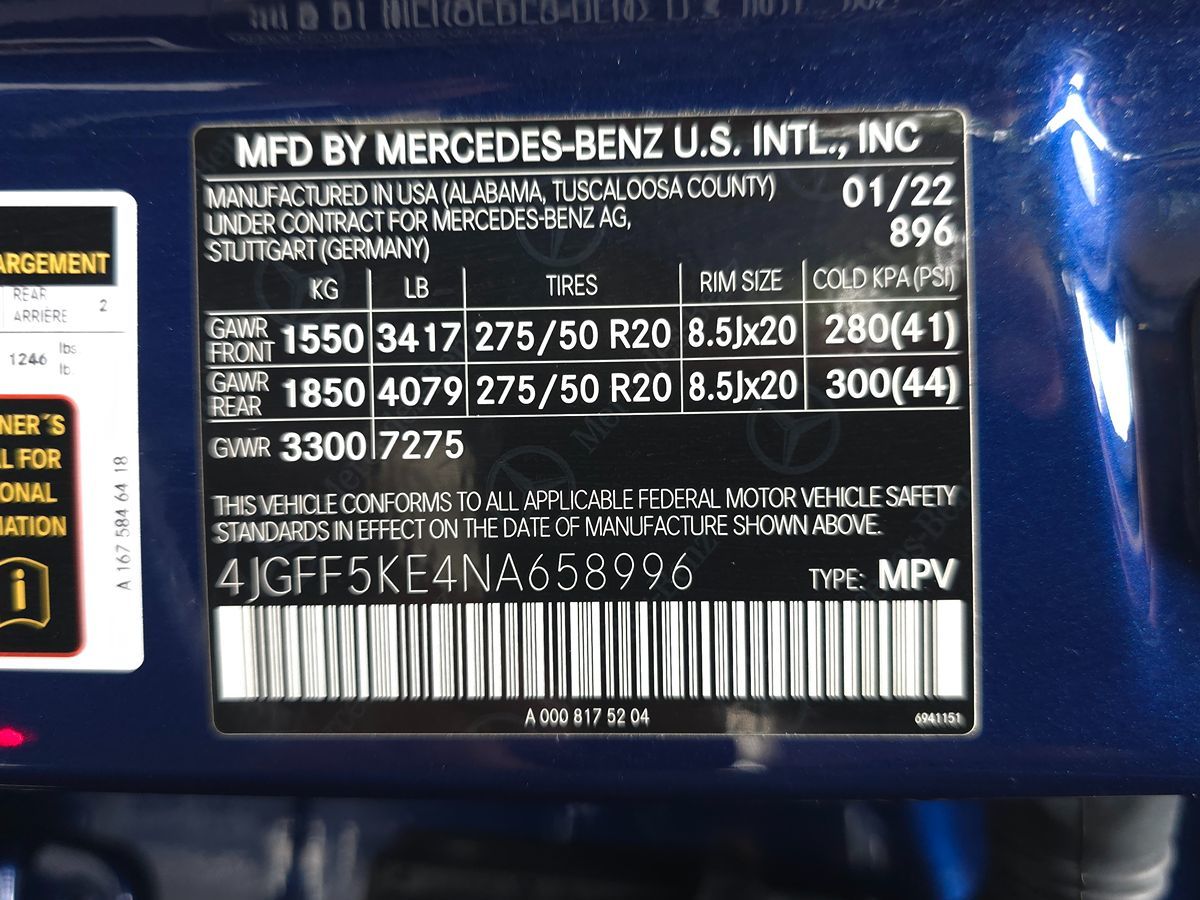 MFD BY MERCEDES-BENZ U.S. INTL., INC
MANUFACTURED IN USA (ALABAMA, TUSCALOOSA COUNTY) 01/22
UNDER CONTRACT FOR MERCEDES-BENZ AG, 896
STUTTGART (GERMANY)
KG LB TIRES RIM SIZE COLD KPA (PSI)
GAWR FRONT 1550 3417 275/50 R20 8.5Jx20 280(41)
GAWR REAR 1850 4079 275/50 R20 8.5Jx20 300(44)
GVWR 3300 7275
THIS VEHICLE CONFORMS TO ALL APPLICABLE FEDERAL MOTOR VEHICLE SAFETY
STANDARDS IN EFFECT ON THE DATE OF MANUFACTURE SHOWN ABOVE.
4JGFF5KE4NA658996 TYPE: MPV
A 000 817 52 04 6941151
ARGEMENT
REAR
ARRIERE 2
1246 lbs
lb.
NER´S
L FOR
ONAL
MATION
A 167 584 64 18